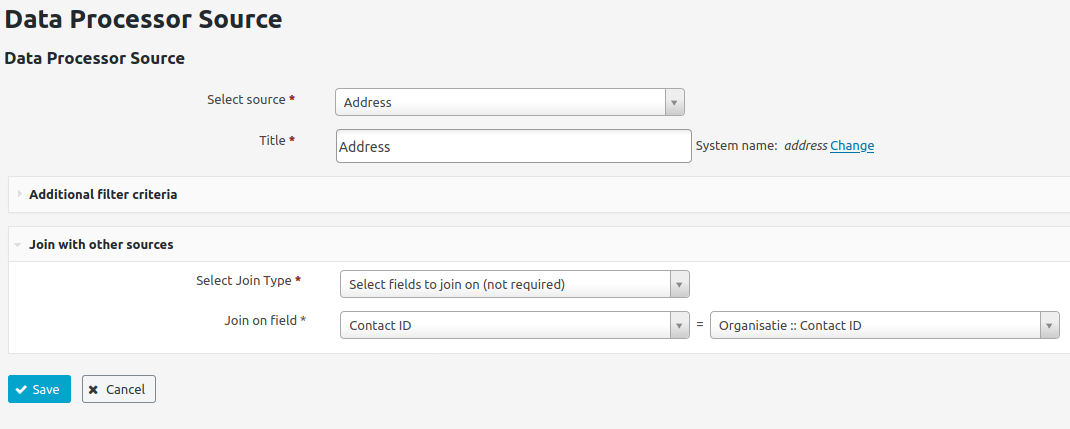 Data Processor Source
Data Processor Source
Select source *
Address
Title *
Address
System name: address Change
Additional filter criteria
Join with other sources
Select Join Type *
Select fields to join on (not required)
Join on field *
Contact ID
=
Organisatie :: Contact ID
Save
Cancel